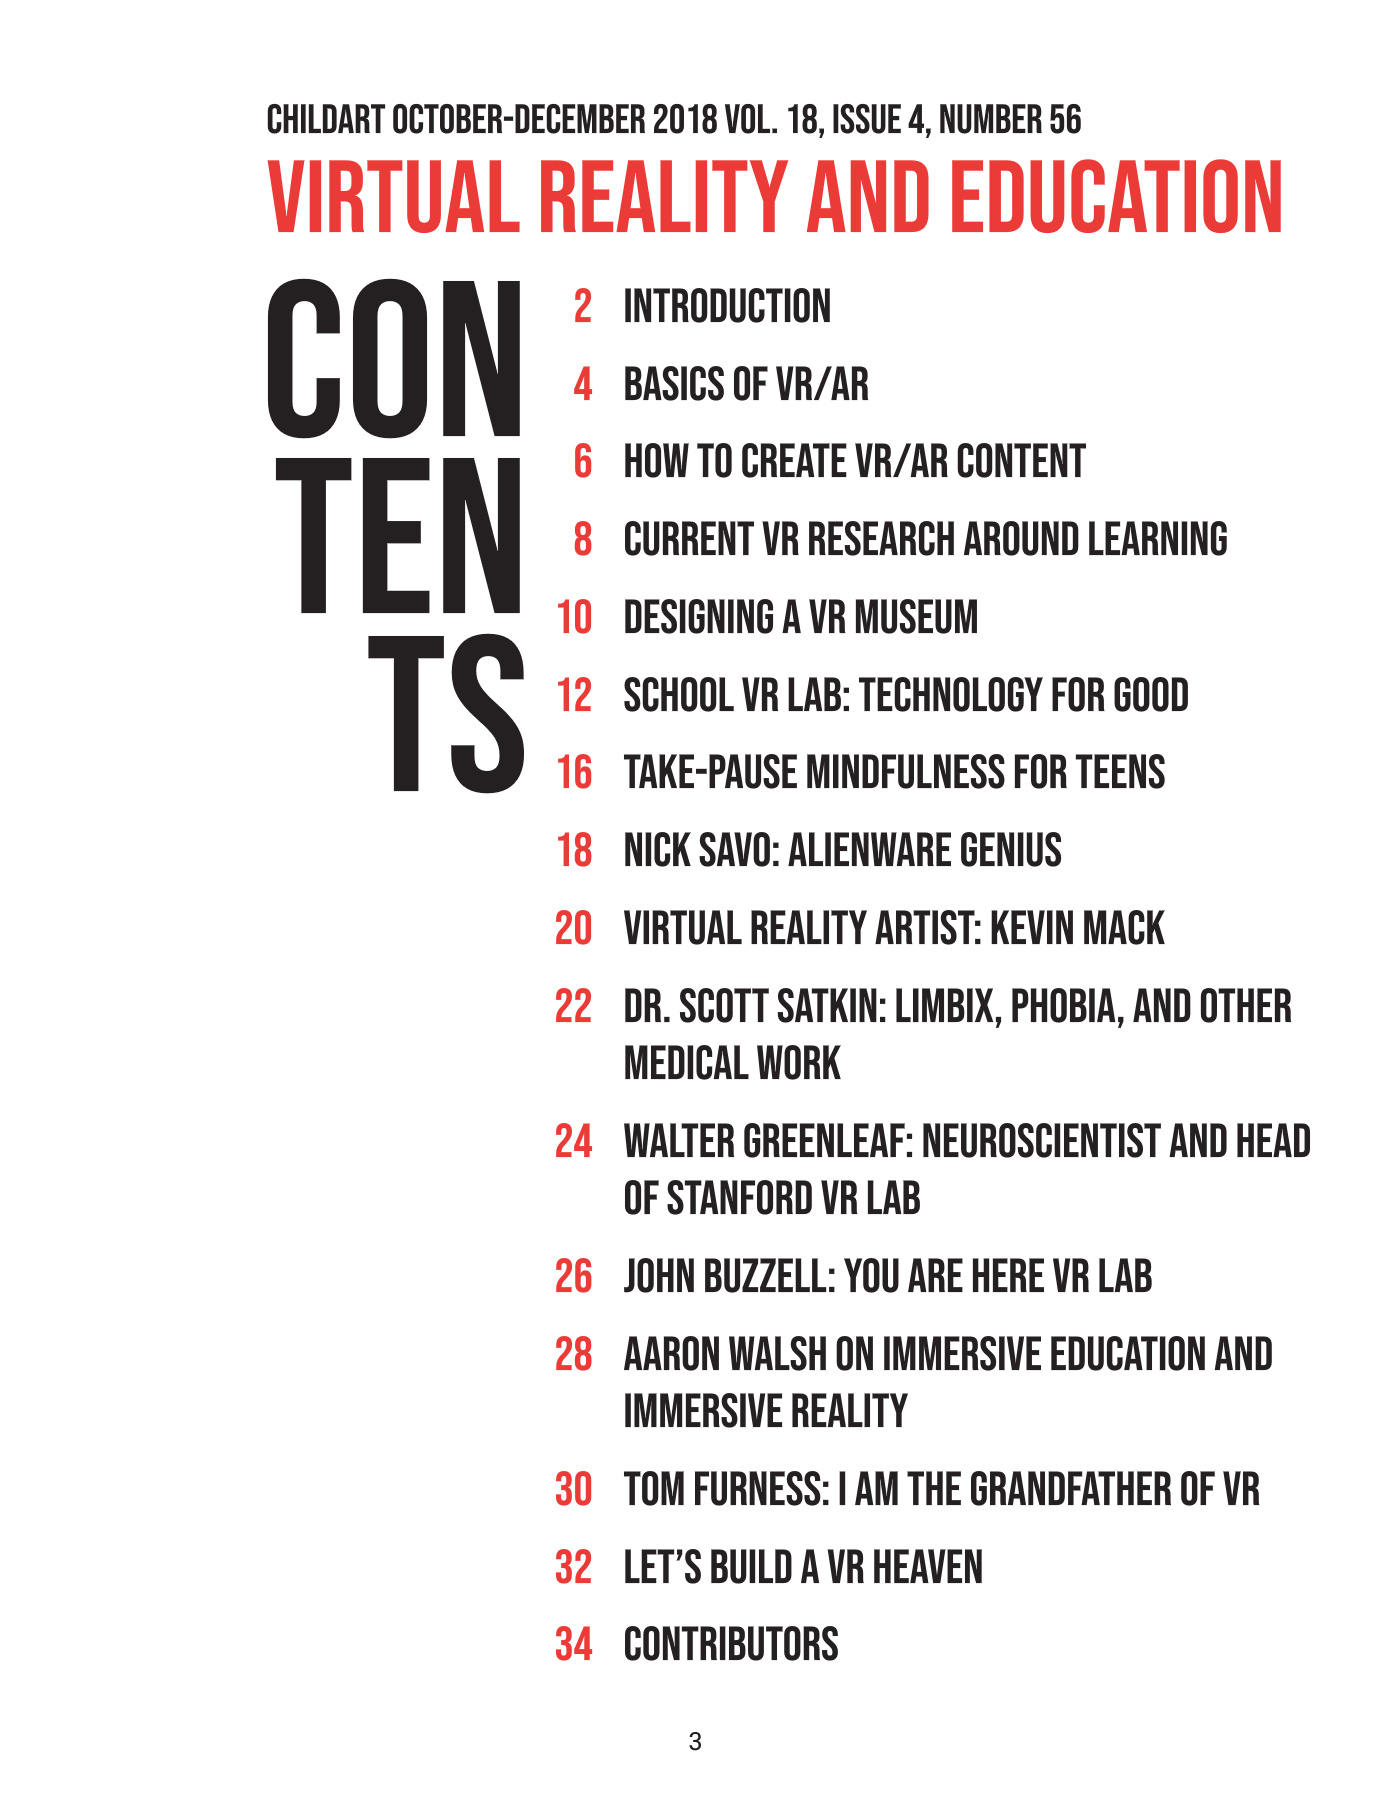 CHILDART OCTOBER-DECEMBER 2018 VOL. 18, ISSUE 4, NUMBER 56
VIRTUAL REALITY AND EDUCATION
CON
TEN
TS
2 INTRODUCTION
4 BASICS OF VR/AR
6 HOW TO CREATE VR/AR CONTENT
8 CURRENT VR RESEARCH AROUND LEARNING
10 DESIGNING A VR MUSEUM
12 SCHOOL VR LAB: TECHNOLOGY FOR GOOD
16 TAKE-PAUSE MINDFULNESS FOR TEENS
18 NICK SAVO: ALIENWARE GENIUS
20 VIRTUAL REALITY ARTIST: KEVIN MACK
22 DR. SCOTT SATKIN: LIMBIX, PHOBIA, AND OTHER
MEDICAL WORK
24 WALTER GREENLEAF: NEUROSCIENTIST AND HEAD
OF STANFORD VR LAB
26 JOHN BUZZELL: YOU ARE HERE VR LAB
28 AARON WALSH ON IMMERSIVE EDUCATION AND
IMMERSIVE REALITY
30 TOM FURNESS: I AM THE GRANDFATHER OF VR
32 LET’S BUILD A VR HEAVEN
34 CONTRIBUTORS
3